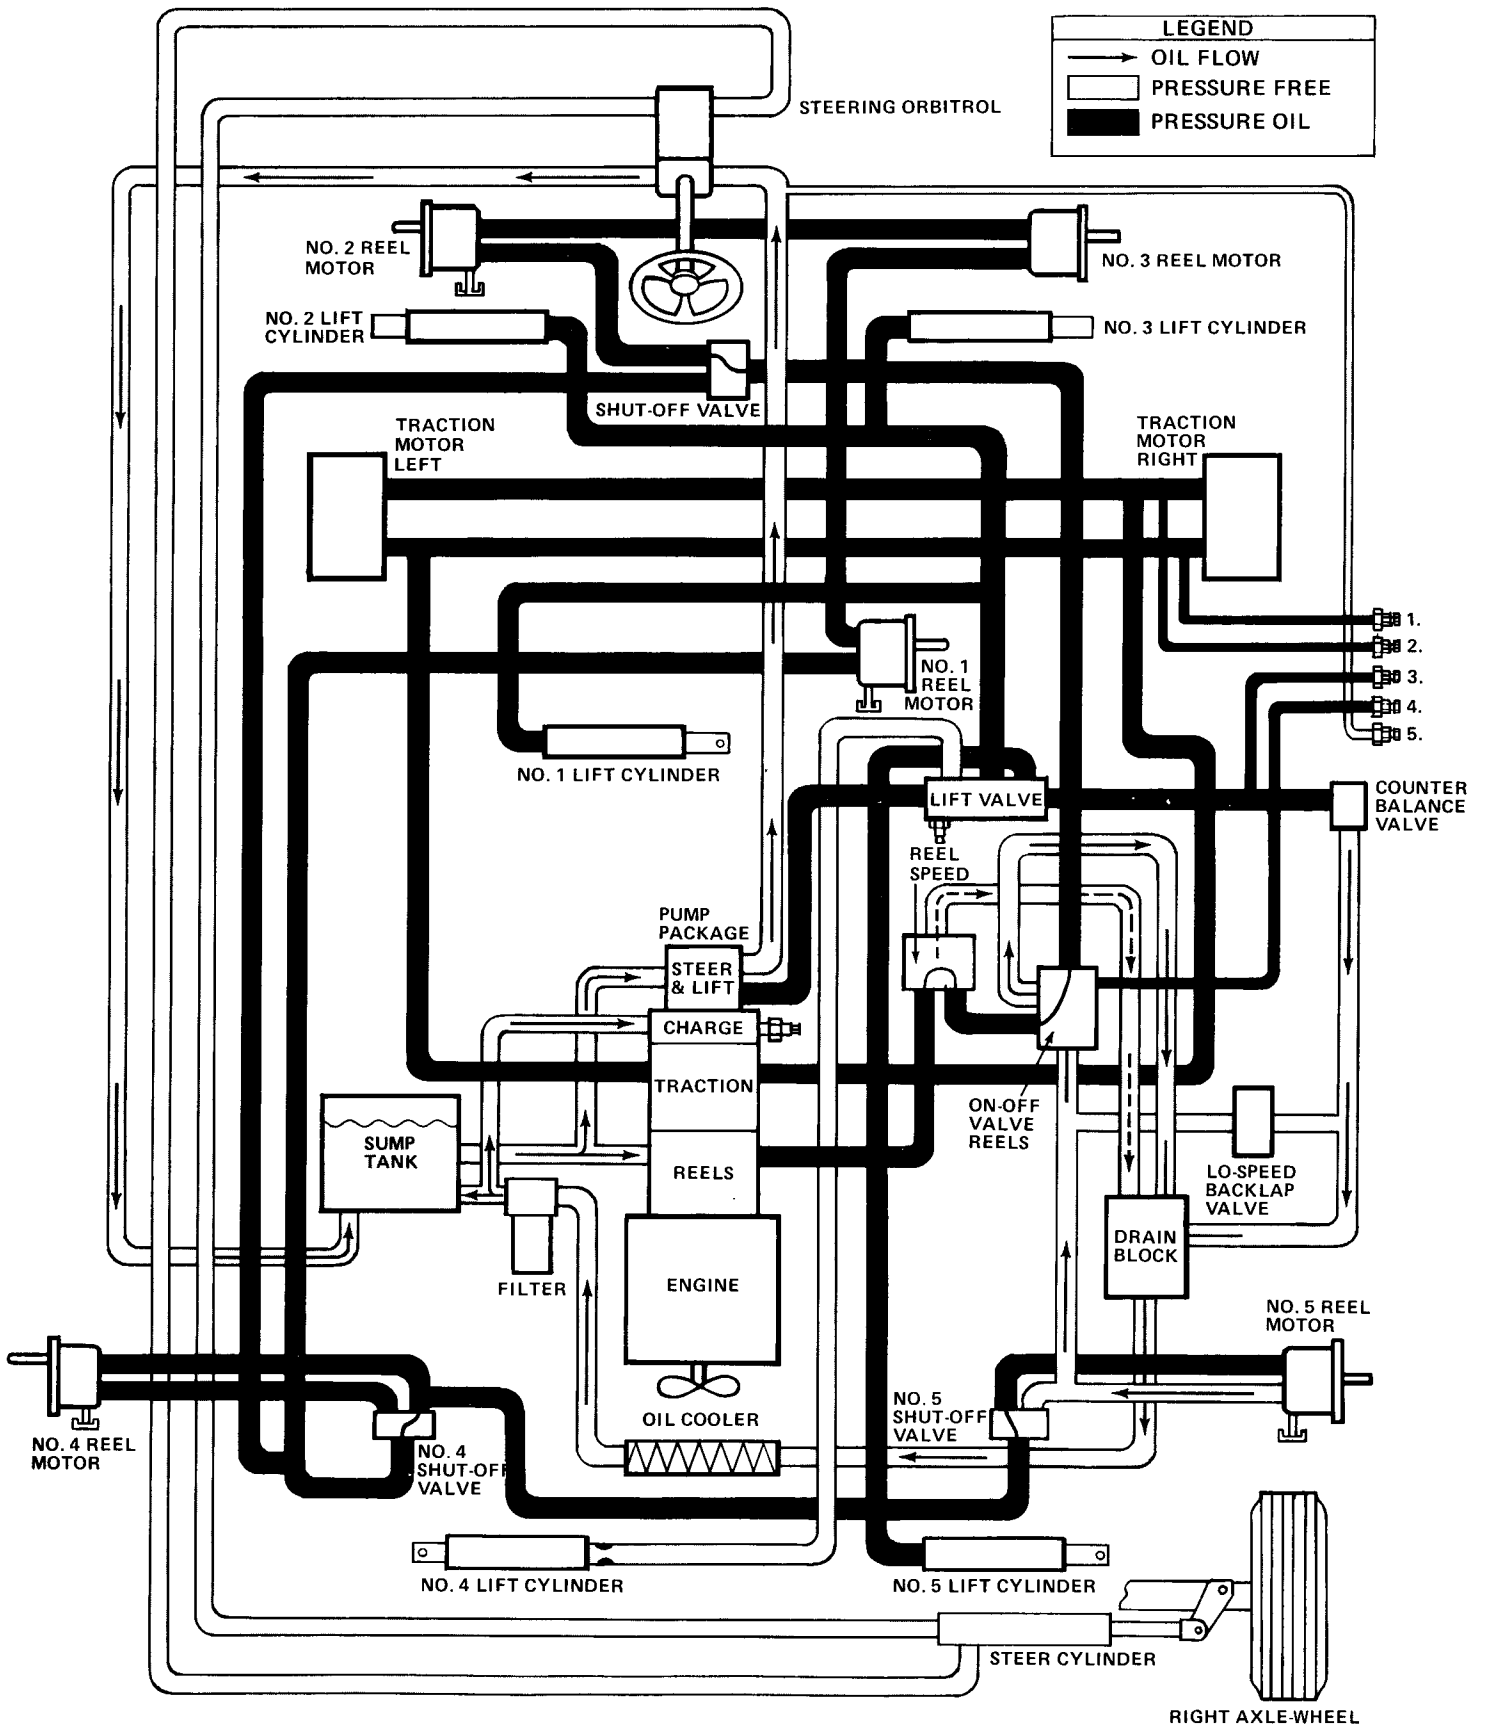 LEGEND
OIL FLOW
PRESSURE FREE
PRESSURE OIL
STEERING ORBITROL
NO. 2 REEL
MOTOR
NO. 3 REEL MOTOR
NO. 2 LIFT
CYLINDER
NO. 3 LIFT CYLINDER
SHUT-OFF VALVE
TRACTION
MOTOR
LEFT
TRACTION
MOTOR
RIGHT
1.
2.
3.
4.
5.
NO. 1
REEL
MOTOR
NO. 1 LIFT CYLINDER
LIFT VALVE
COUNTER
BALANCE
VALVE
REEL
SPEED
PUMP
PACKAGE
STEER
& LIFT
CHARGE
TRACTION
REELS
ENGINE
ON-OFF
VALVE
REELS
SUMP
TANK
LO-SPEED
BACKLAP
VALVE
DRAIN
BLOCK
FILTER
NO. 5 REEL
MOTOR
OIL COOLER
NO. 5
SHUT-OFF
VALVE
NO. 4 REEL
MOTOR
NO. 4
SHUT-OFF
VALVE
NO. 4 LIFT CYLINDER
NO. 5 LIFT CYLINDER
STEER CYLINDER
RIGHT AXLE-WHEEL